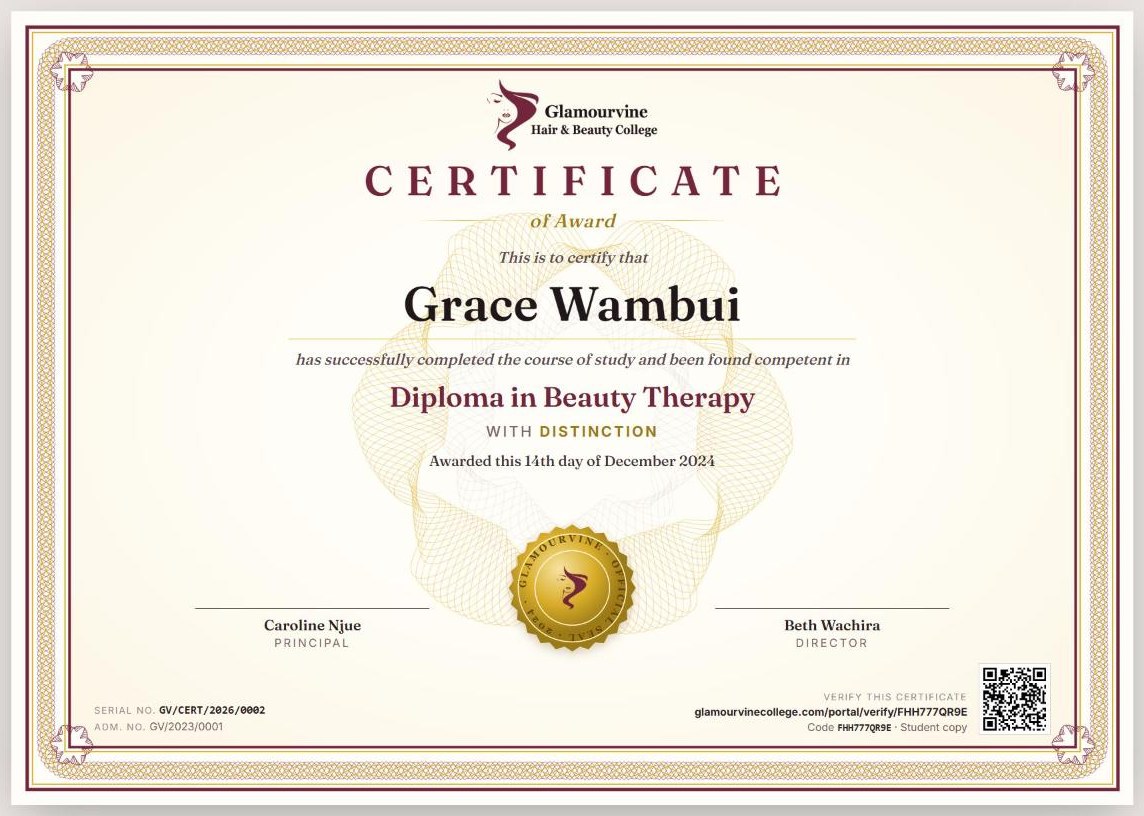 Glamourvine
Hair & Beauty College
CERTIFICATE
of Award
This is to certify that
Grace Wambui
has successfully completed the course of study and been found competent in
Diploma in Beauty Therapy
WITH DISTINCTION
Awarded this 14th day of December 2024
GLAMOURVINE · OFFICIAL SEAL · 2024 ·
Caroline Njue
PRINCIPAL
Beth Wachira
DIRECTOR
SERIAL NO. GV/CERT/2026/0002
ADM. NO. GV/2023/0001
VERIFY THIS CERTIFICATE
glamourvinecollege.com/portal/verify/FHH777QR9E
Code FHH777QR9E · Student copy